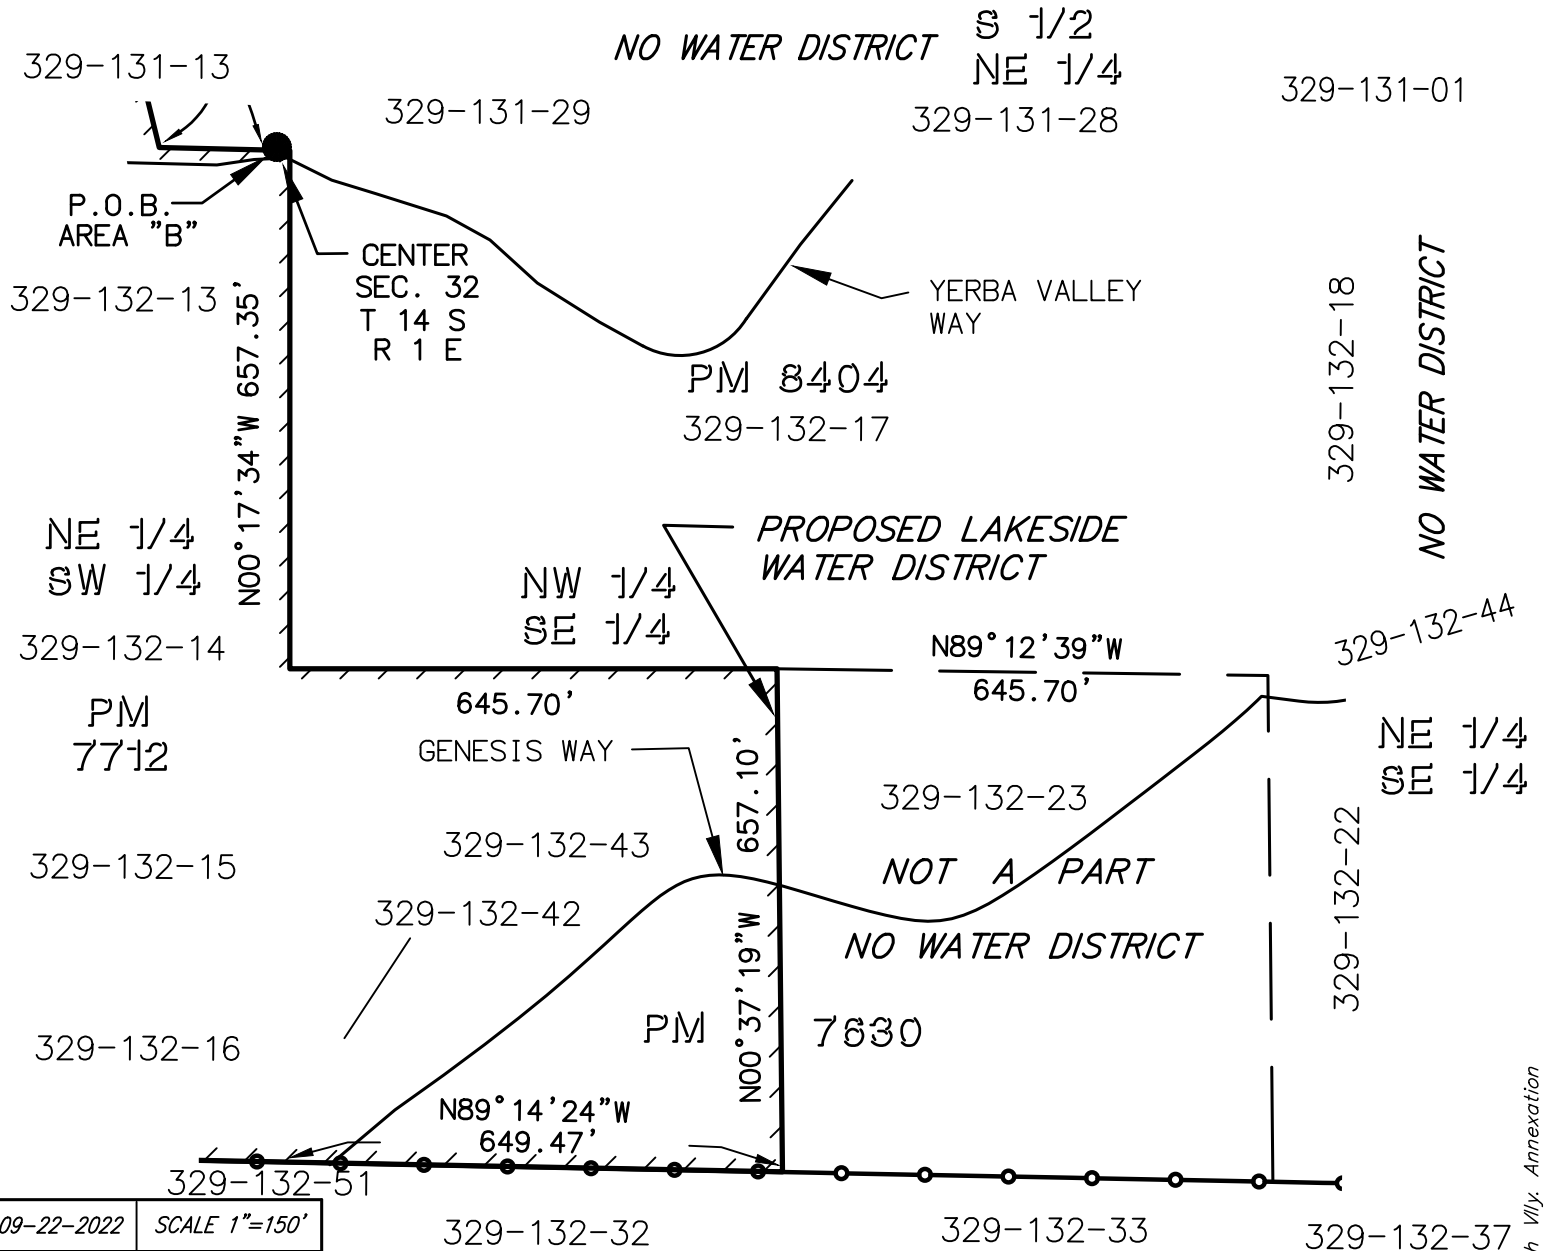 329-131-13
NO WATER DISTRICT
S 1/2
NE 1/4
329-131-29
329-131-28
329-131-01
P.O.B.
AREA "B"
CENTER
SEC. 32
T 14 S
R 1 E
329-132-13
N00°17'34"W 657.35'
YERBA VALLEY
WAY
329-132-18
NO WATER DISTRICT
PM 8404
329-132-17
NE 1/4
SW 1/4
PROPOSED LAKESIDE
WATER DISTRICT
NW 1/4
SE 1/4
329-132-14
N89°12'39"W
645.70'
329-132-44
645.70'
PM
7712
GENESIS WAY
NE 1/4
SE 1/4
N00°37'19"W 657.10'
329-132-23
329-132-43
329-132-15
NOT A PART
329-132-22
329-132-42
NO WATER DISTRICT
PM 7630
329-132-16
N89°14'24"W
649.47'
329-132-51
09-22-2022
SCALE 1"=150'
329-132-32
329-132-33
329-132-37
h Vlly. Annexation